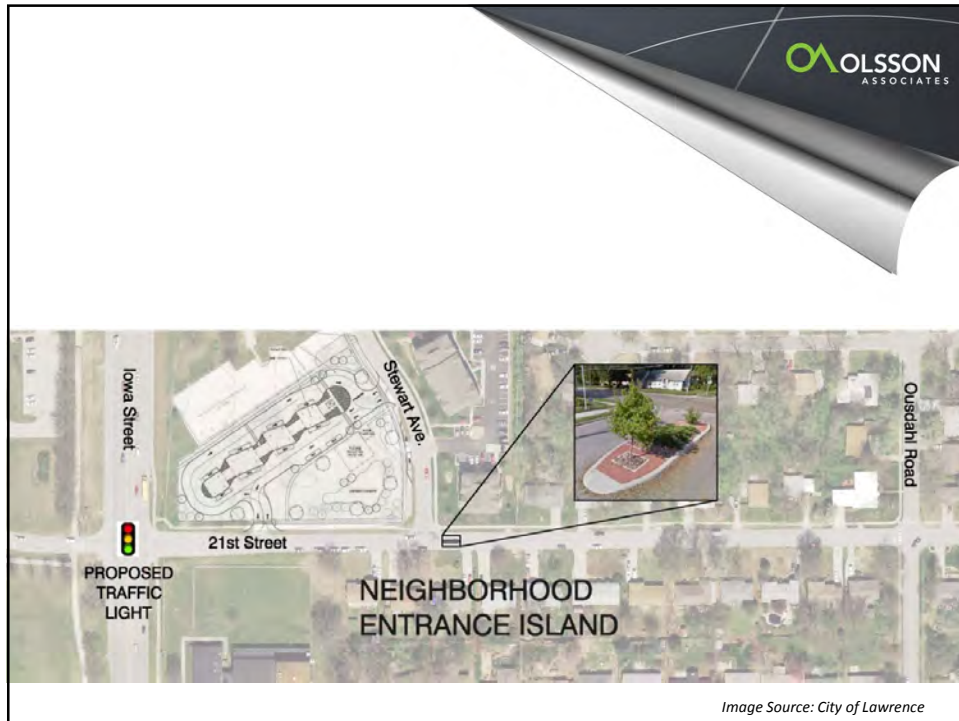 OA OLSSON
ASSOCIATES
Iowa Street
Stewart Ave.
Ousdahl Road
21st Street
PROPOSED
TRAFFIC
LIGHT
NEIGHBORHOOD
ENTRANCE ISLAND
Image Source: City of Lawrence